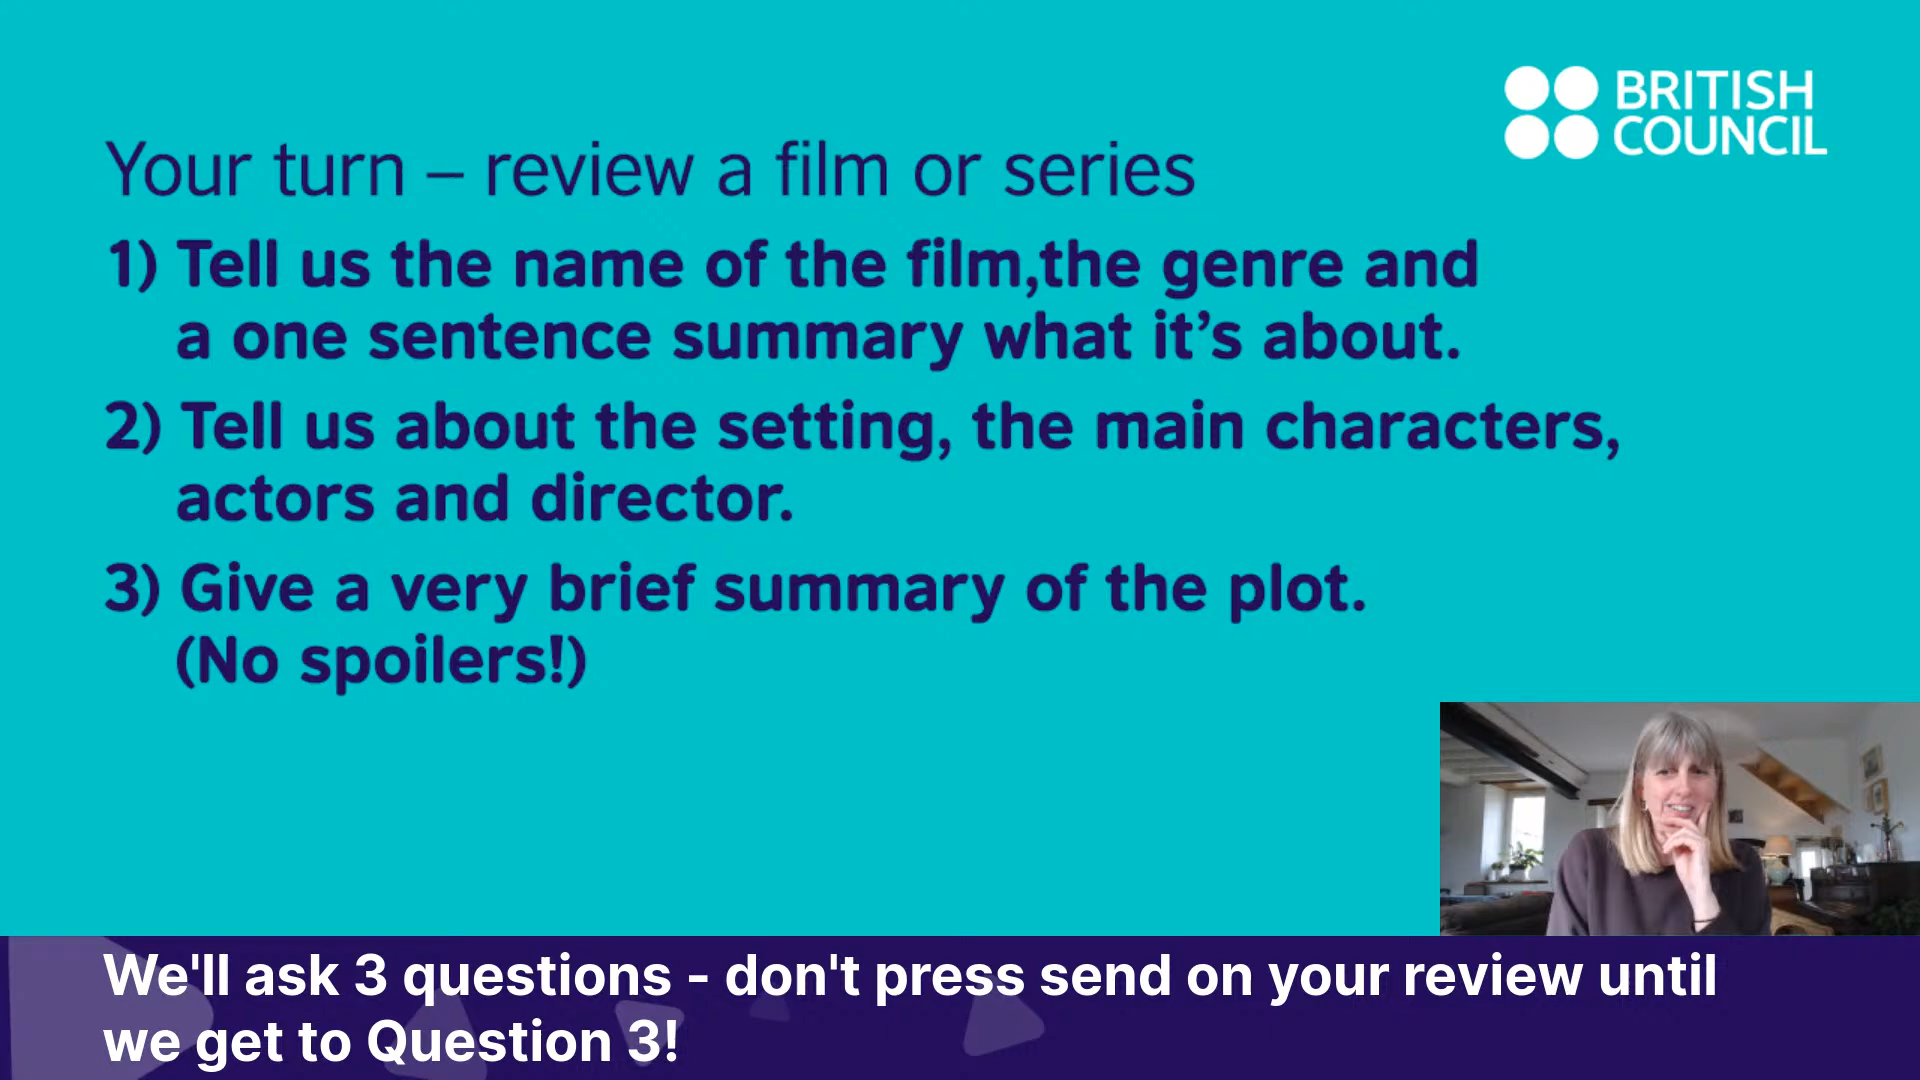 BRITISH
COUNCIL
Your turn – review a film or series
1) Tell us the name of the film,the genre and
a one sentence summary what it’s about.
2) Tell us about the setting, the main characters,
actors and director.
3) Give a very brief summary of the plot.
(No spoilers!)
We'll ask 3 questions - don't press send on your review until
we get to Question 3!